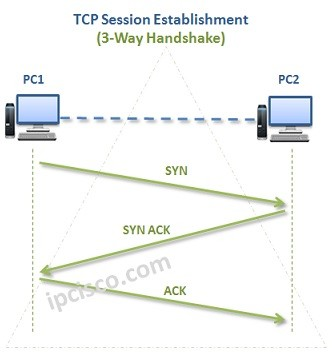 TCP Session Establishment
(3-Way Handshake)
PC1
PC2
SYN
SYN ACK
ACK
ipcisco.com